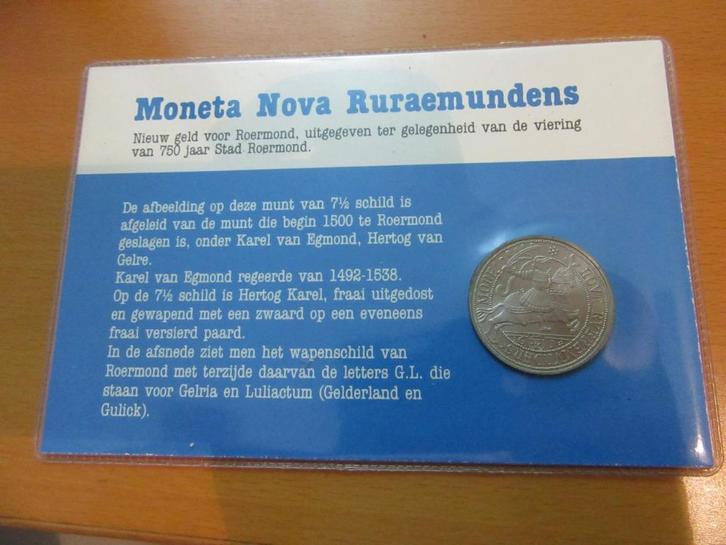 Moneta Nova Ruraemundens
Nieuw geld voor Roermond, uitgegeven ter gelegenheid van de viering
van 750 jaar Stad Roermond.
De afbeelding op deze munt van 7½ schild is
afgeleid van de munt die begin 1500 te Roermond
geslagen is, onder Karel van Egmond, Hertog van
Gelre.
Karel van Egmond regeerde van 1492-1538.
Op de 7½ schild is Hertog Karel, fraai uitgedost
en gewapend met een zwaard op een eveneens
fraai versierd paard.
In de afsnede ziet men het wapenschild van
Roermond met terzijde daarvan de letters G.L. die
staan voor Gelria en Luliactum (Gelderland en
Gulick).